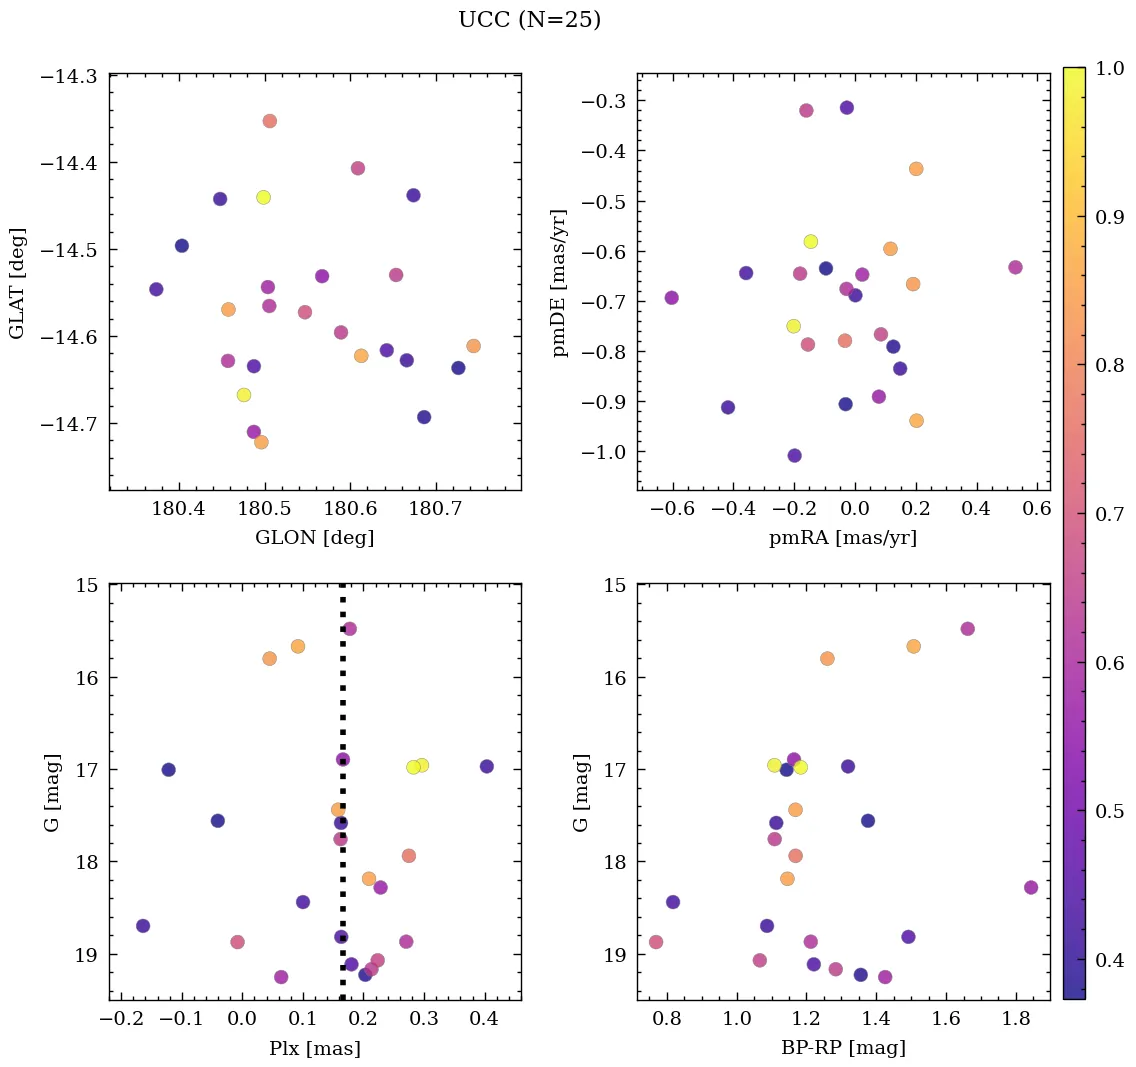 UCC (N=25)
−14.3
−14.4
−14.5
−14.6
−14.7
GLAT [deg]
180.4 180.5 180.6 180.7
GLON [deg]
−0.3
−0.4
−0.5
−0.6
−0.7
−0.8
−0.9
−1.0
pmDE [mas/yr]
−0.6 −0.4 −0.2 0.0 0.2 0.4 0.6
pmRA [mas/yr]
1.0
0.9
0.8
0.7
0.6
0.5
0.4
15
16
17
18
19
G [mag]
−0.2 −0.1 0.0 0.1 0.2 0.3 0.4
Plx [mas]
15
16
17
18
19
G [mag]
0.8 1.0 1.2 1.4 1.6 1.8
BP-RP [mag]